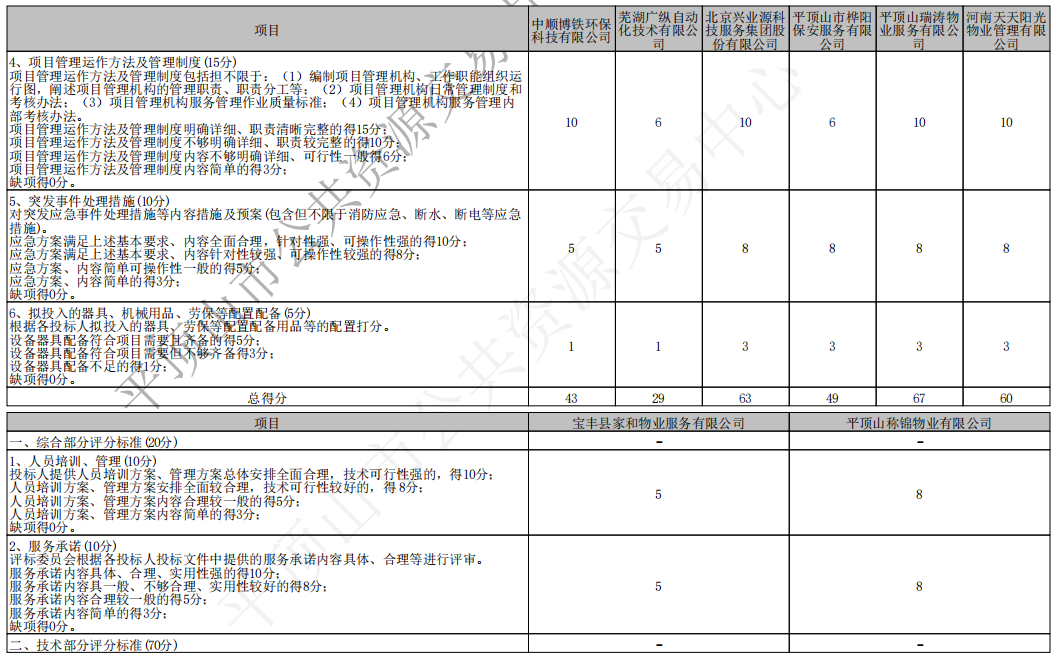 项目
中顺博铁环保
科技有限公司
芜湖广纵自动
化技术有限公
司
北京兴业源科
技服务集团股
份有限公司
平顶山市桦阳
保安服务有限
公司
平顶山瑞涛物
业服务有限公
司
河南天天阳光
物业管理有限
公司
4、项目管理运作方法及管理制度(15分)
项目管理运作方法及管理制度包括担不限于：（1）编制项目管理机构、工作职能组织运
行图，阐述项目管理机构的管理职责、职责分工等；（2）项目管理机构日常管理制度和
考核办法；（3）项目管理机构服务管理作业质量标准；（4）项目管理机构服务管理内
部考核办法。
项目管理运作方法及管理制度明确详细、职责清晰完整的得15分；
项目管理运作方法及管理制度不够明确详细、职责较完整的得10分；
项目管理运作方法及管理制度内容不够明确详细、可行性一般得6分；
项目管理运作方法及管理制度内容简单的得3分；
缺项得0分。
10 6 10 6 10 10
5、突发事件处理措施(10分)
对突发应急事件处理措施等内容措施及预案(包含但不限于消防应急、断水、断电等应急
措施)。
应急方案满足上述基本要求、内容全面合理，针对性强、可操作性强的得10分；
应急方案满足上述基本要求、内容针对性较强、可操作性较强的得8分；
应急方案、内容简单可操作性一般的得5分；
应急方案、内容简单的得3分；
缺项得0分。
5 5 8 8 8 8
6、拟投入的器具、机械用品、劳保等配置配备(5分)
根据各投标人拟投入的器具、劳保等配置配备用品等的配置打分。
设备器具配备符合项目需要且齐备的得5分；
设备器具配备符合项目需要但不够齐备得3分；
设备器具配备不足的得1分；
缺项得0分。
1 1 3 3 3 3
总得分 43 29 63 49 67 60
项目 宝丰县家和物业服务有限公司 平顶山称锦物业有限公司
一、综合部分评分标准(20分) - -
1、人员培训、管理(10分)
投标人提供人员培训方案、管理方案总体安排全面合理，技术可行性强的，得10分；
人员培训方案、管理方案安排全面较合理，技术可行性较好的，得 8分；
人员培训方案、管理方案内容合理较一般的得5分；
人员培训方案、管理方案内容简单的得3分；
缺项得0分。
5 8
2、服务承诺(10分)
评标委员会根据各投标人投标文件中提供的服务承诺内容具体、合理等进行评审。
服务承诺内容具体、合理、实用性强的得10分；
服务承诺内容具一般、不够合理、实用性较好的得8分；
服务承诺内容合理较一般的得5分；
服务承诺内容简单的得3分；
缺项得0分。
5 8
二、技术部分评分标准(70分) - -
平顶山市公共资源交易
平顶山市公共资源交易中心